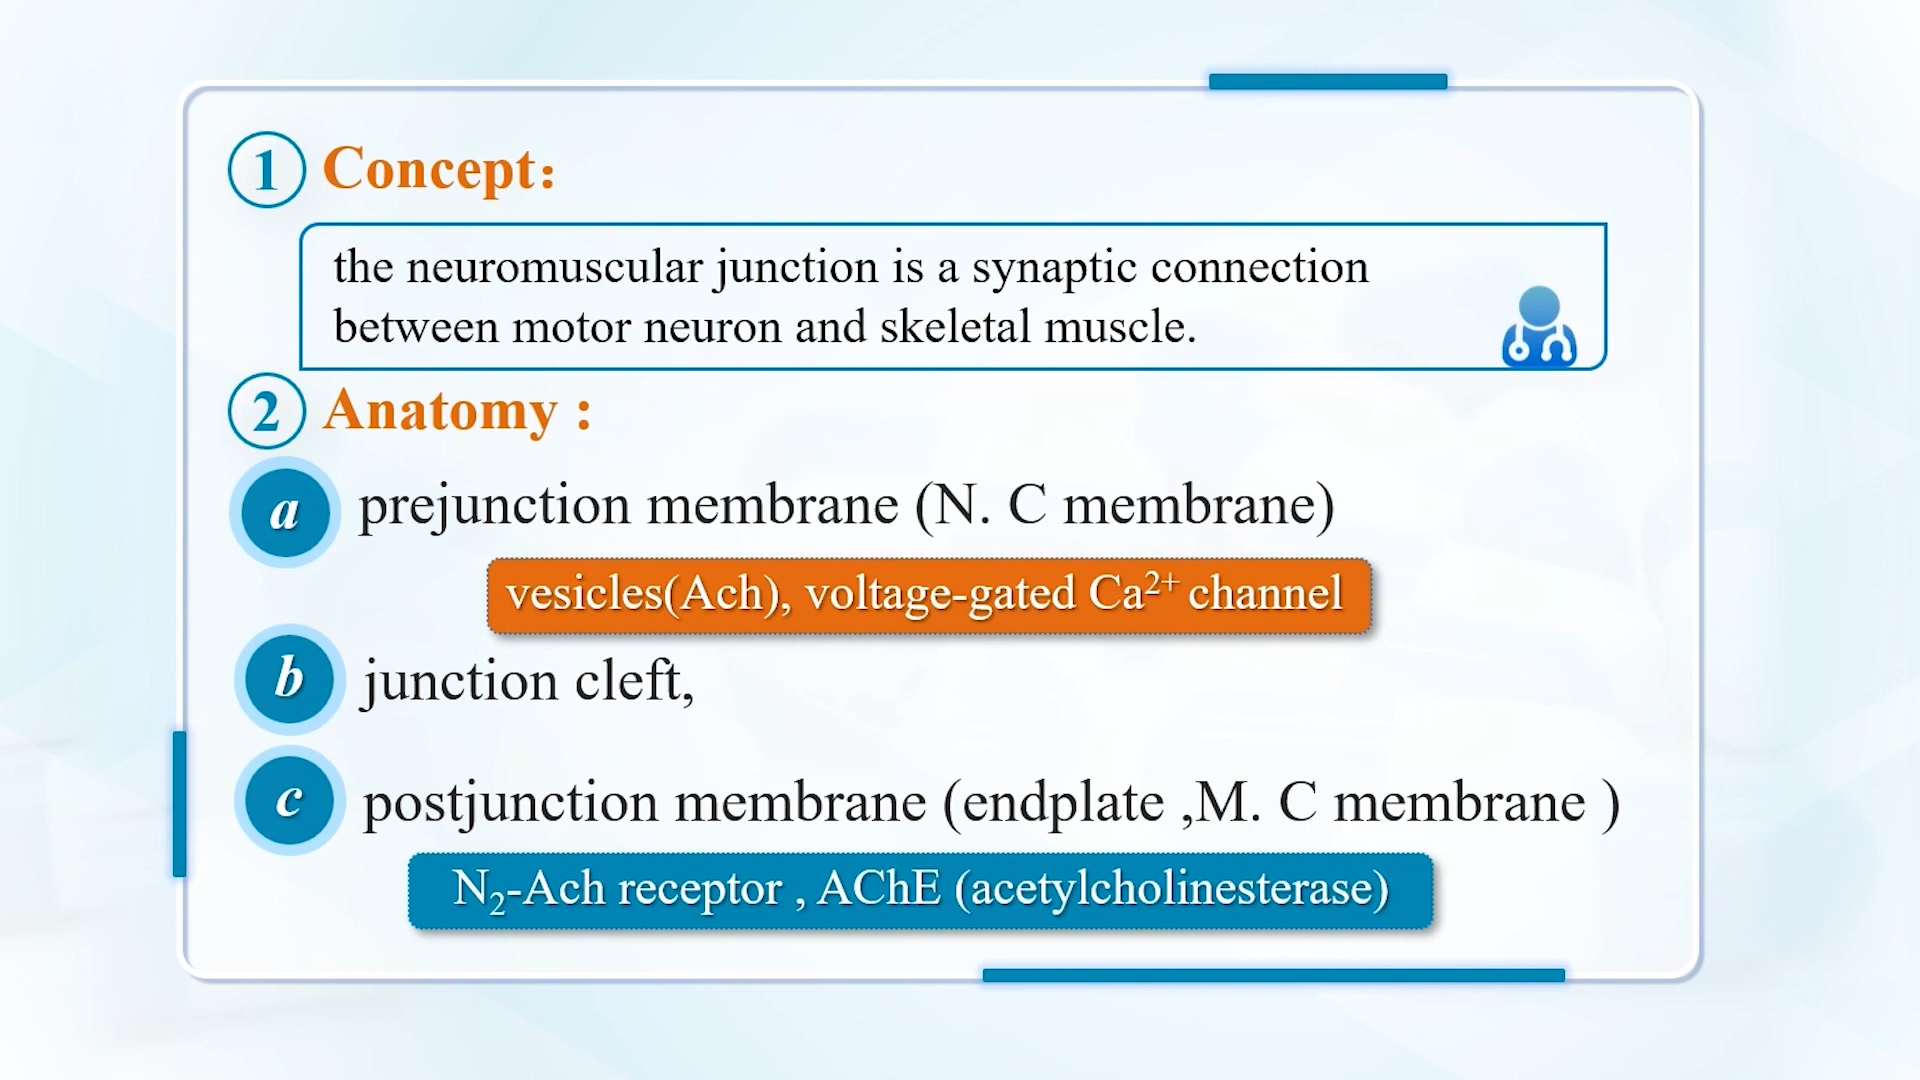 1 Concept：
the neuromuscular junction is a synaptic connection
between motor neuron and skeletal muscle.
2 Anatomy :
a prejunction membrane (N. C membrane)
vesicles(Ach), voltage-gated Ca²⁺ channel
b junction cleft,
c postjunction membrane (endplate ,M. C membrane )
N₂-Ach receptor , AChE (acetylcholinesterase)